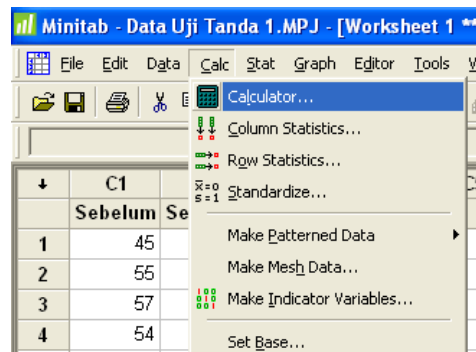 Minitab - Data Uji Tanda 1.MPJ - [Worksheet 1 **
File Edit Data Calc Stat Graph Editor Tools
Calculator...
Column Statistics...
Row Statistics...
Standardize...
Make Patterned Data
Make Mesh Data...
Make Indicator Variables...
Set Base...
C1
Sebelum Se
1 45
2 55
3 57
4 54